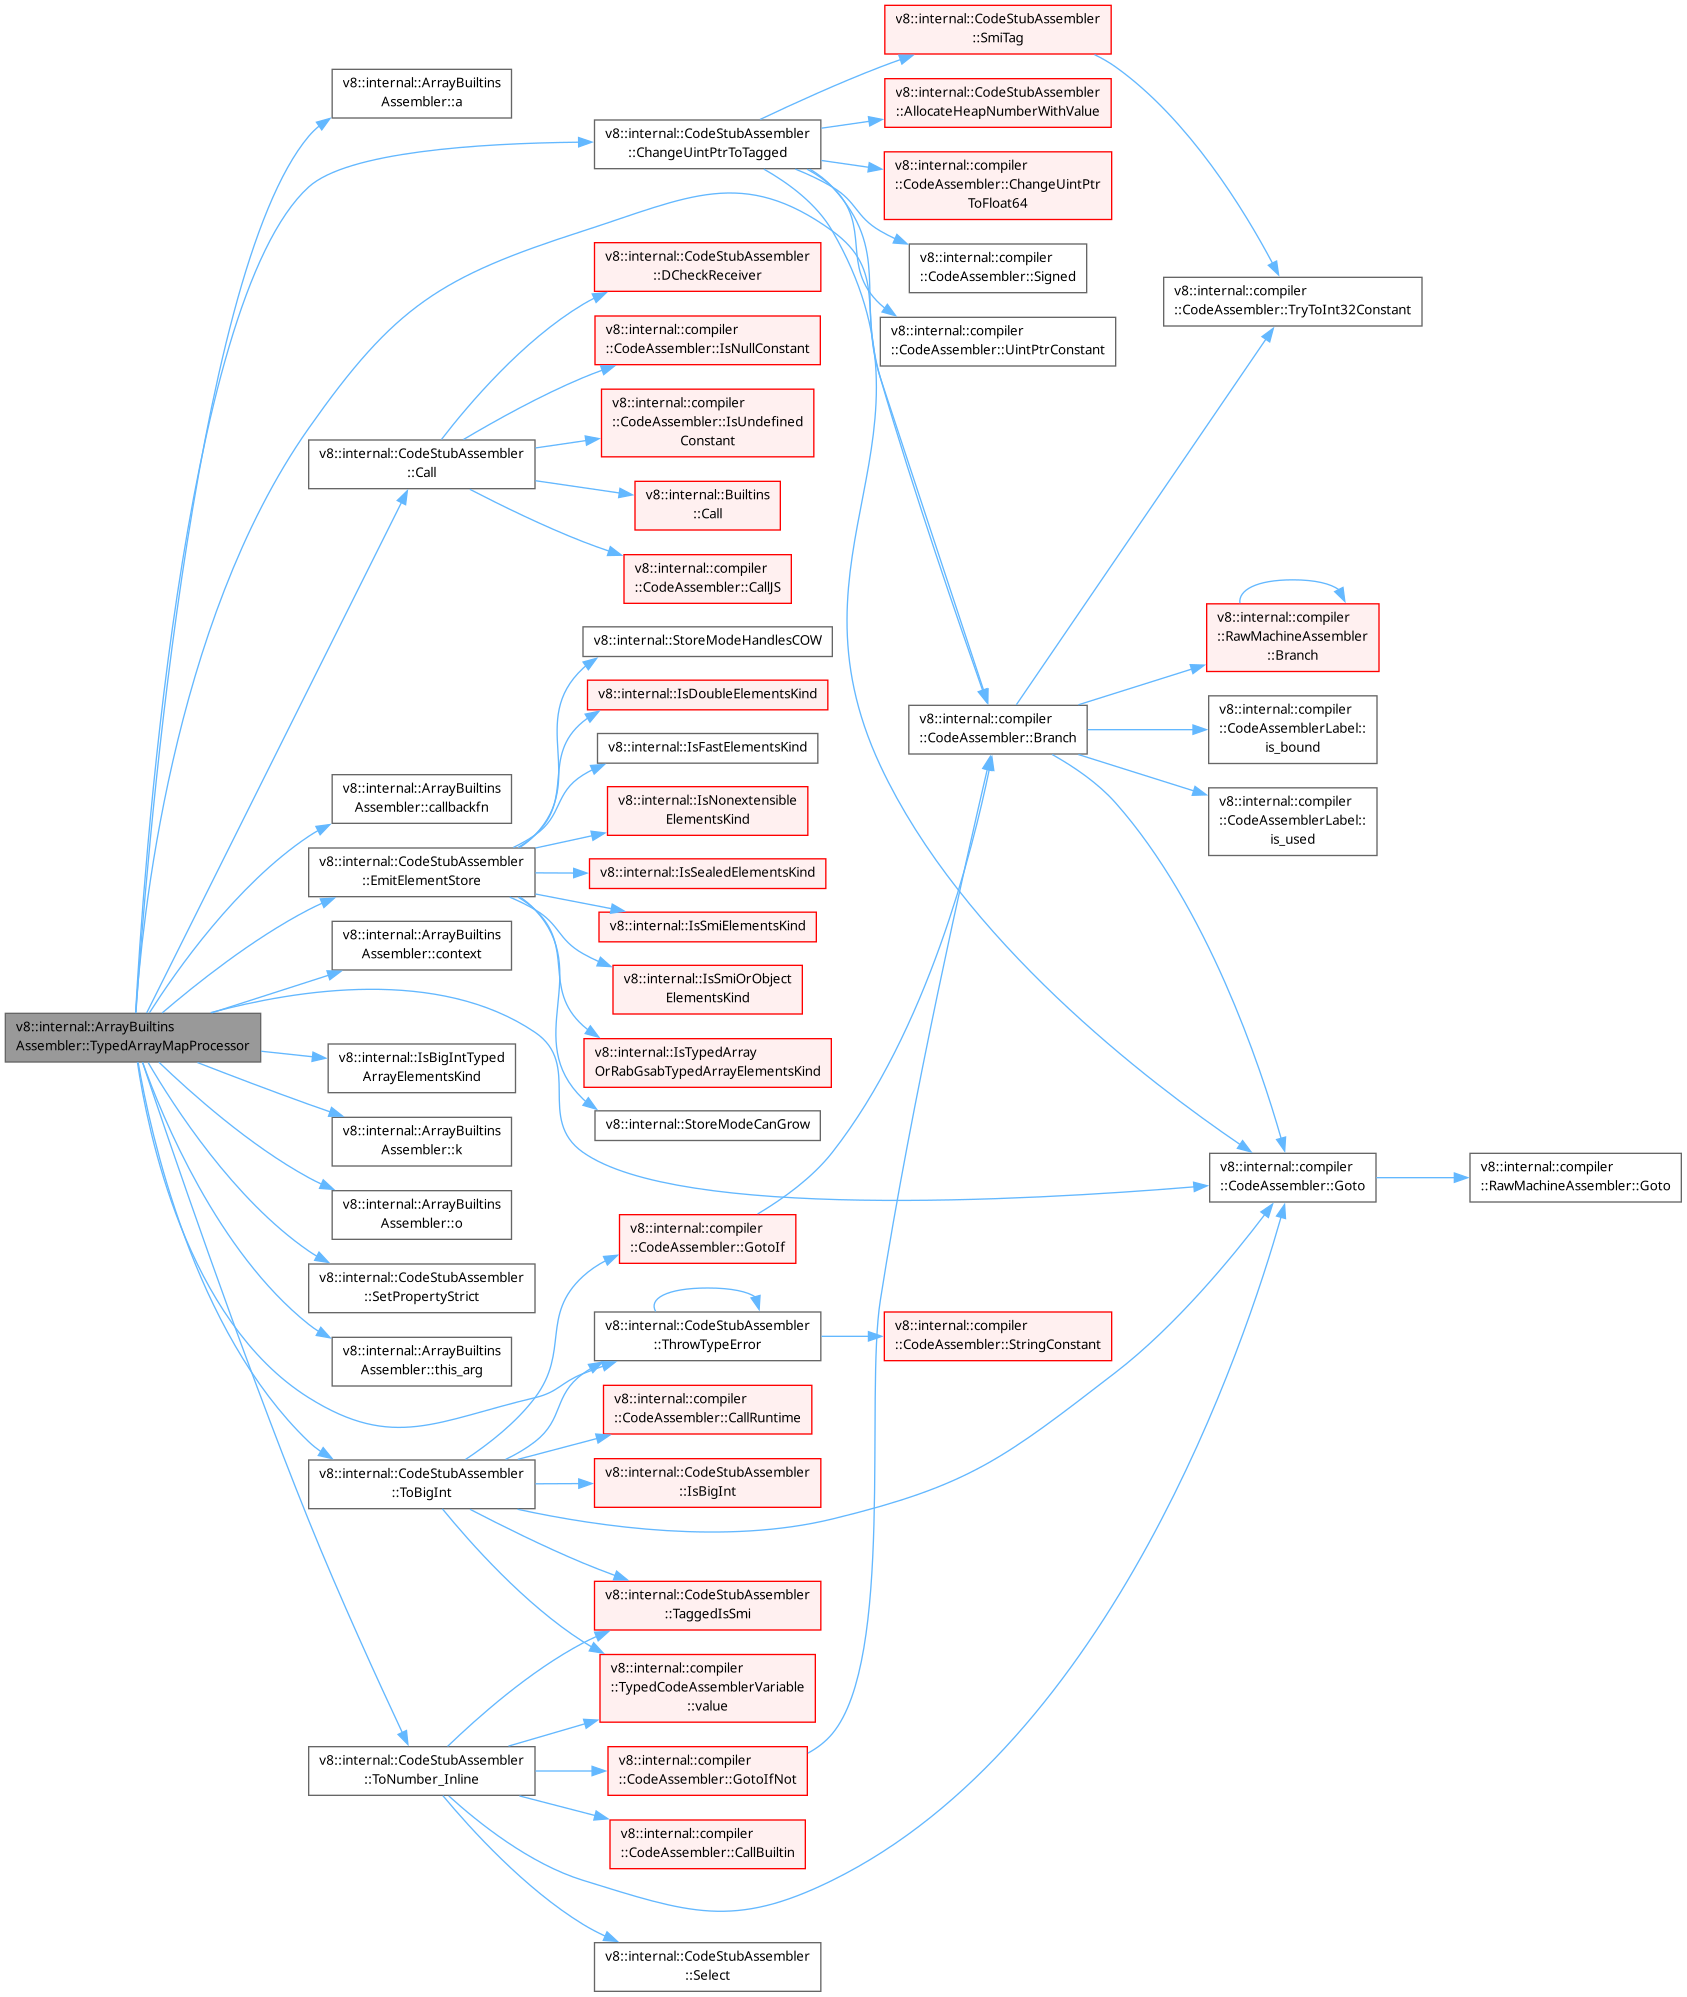 v8::internal::ArrayBuiltins
Assembler::TypedArrayMapProcessor
v8::internal::ArrayBuiltins
Assembler::a
v8::internal::CodeStubAssembler
::Call
v8::internal::ArrayBuiltins
Assembler::callbackfn
v8::internal::CodeStubAssembler
::EmitElementStore
v8::internal::ArrayBuiltins
Assembler::context
v8::internal::IsBigIntTyped
ArrayElementsKind
v8::internal::ArrayBuiltins
Assembler::k
v8::internal::ArrayBuiltins
Assembler::o
v8::internal::CodeStubAssembler
::SetPropertyStrict
v8::internal::ArrayBuiltins
Assembler::this_arg
v8::internal::CodeStubAssembler
::ToBigInt
v8::internal::CodeStubAssembler
::ToNumber_Inline
v8::internal::CodeStubAssembler
::ChangeUintPtrToTagged
v8::internal::CodeStubAssembler
::DCheckReceiver
v8::internal::compiler
::CodeAssembler::IsNullConstant
v8::internal::compiler
::CodeAssembler::IsUndefined
Constant
v8::internal::Builtins
::Call
v8::internal::compiler
::CodeAssembler::CallJS
v8::internal::StoreModeHandlesCOW
v8::internal::IsDoubleElementsKind
v8::internal::IsFastElementsKind
v8::internal::IsNonextensible
ElementsKind
v8::internal::IsSealedElementsKind
v8::internal::IsSmiElementsKind
v8::internal::IsSmiOrObject
ElementsKind
v8::internal::IsTypedArray
OrRabGsabTypedArrayElementsKind
v8::internal::StoreModeCanGrow
v8::internal::compiler
::CodeAssembler::GotoIf
v8::internal::CodeStubAssembler
::ThrowTypeError
v8::internal::compiler
::CodeAssembler::CallRuntime
v8::internal::CodeStubAssembler
::IsBigInt
v8::internal::CodeStubAssembler
::TaggedIsSmi
v8::internal::compiler
::TypedCodeAssemblerVariable
::value
v8::internal::compiler
::CodeAssembler::GotoIfNot
v8::internal::compiler
::CodeAssembler::CallBuiltin
v8::internal::CodeStubAssembler
::Select
v8::internal::CodeStubAssembler
::SmiTag
v8::internal::CodeStubAssembler
::AllocateHeapNumberWithValue
v8::internal::compiler
::CodeAssembler::ChangeUintPtr
ToFloat64
v8::internal::compiler
::CodeAssembler::Signed
v8::internal::compiler
::CodeAssembler::UintPtrConstant
v8::internal::compiler
::CodeAssembler::Branch
v8::internal::compiler
::CodeAssembler::StringConstant
v8::internal::compiler
::CodeAssembler::TryToInt32Constant
v8::internal::compiler
::RawMachineAssembler
::Branch
v8::internal::compiler
::CodeAssemblerLabel::
is_bound
v8::internal::compiler
::CodeAssemblerLabel::
is_used
v8::internal::compiler
::CodeAssembler::Goto
v8::internal::compiler
::RawMachineAssembler::Goto